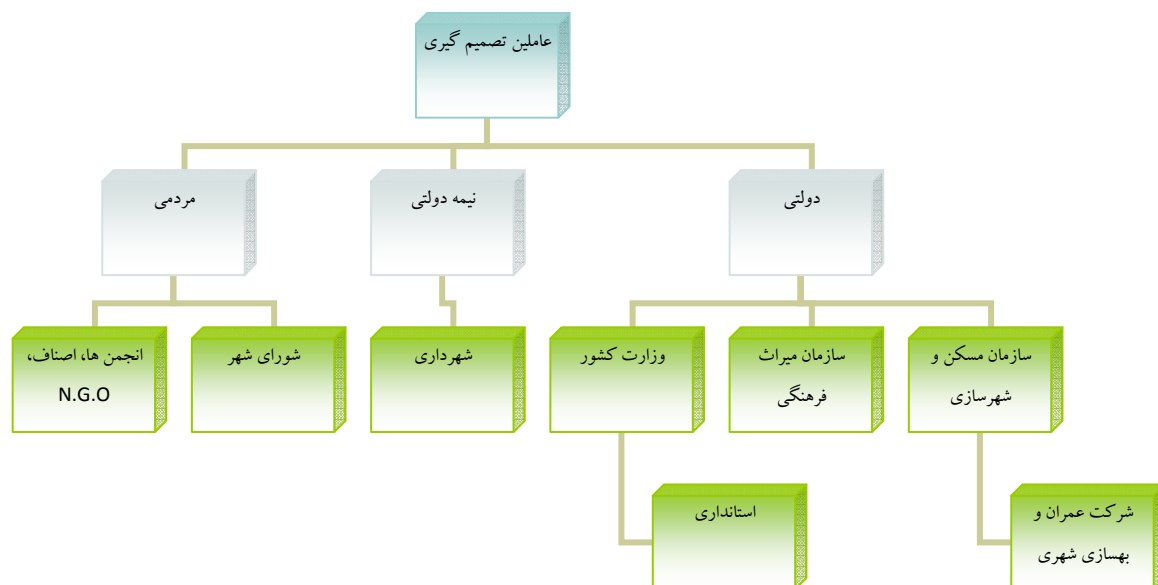 عاملین تصمیم گیری
دولتی
نیمه دولتی
مردمی
سازمان مسکن و
شهرسازی
سازمان میراث
فرهنگی
وزارت کشور
شهرداری
شورای شهر
انجمن ها، اصناف،
N.G.O
شرکت عمران و
بهسازی شهری
استانداری